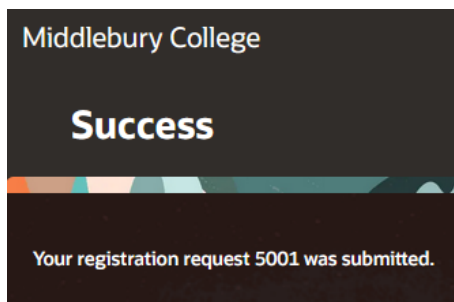 Middlebury College
Success
Your registration request 5001 was submitted.